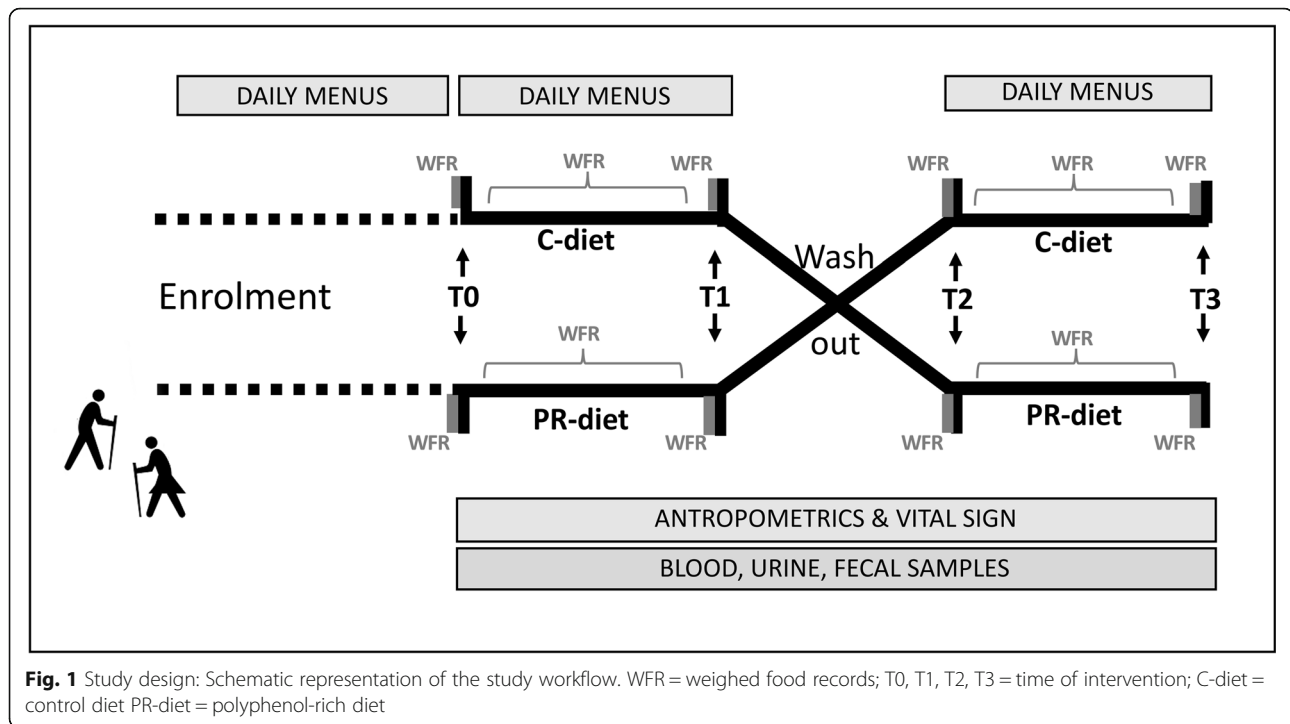 DAILY MENUS DAILY MENUS DAILY MENUS
WFR WFR WFR WFR WFR WFR
C-diet C-diet
Wash
Enrolment T0 T1 T2 T3
out
WFR WFR
PR-diet PR-diet
WFR WFR WFR WFR
ANTROPOMETRICS & VITAL SIGN
BLOOD, URINE, FECAL SAMPLES
Fig. 1 Study design: Schematic representation of the study workflow. WFR = weighed food records; T0, T1, T2, T3 = time of intervention; C-diet =
control diet PR-diet = polyphenol-rich diet